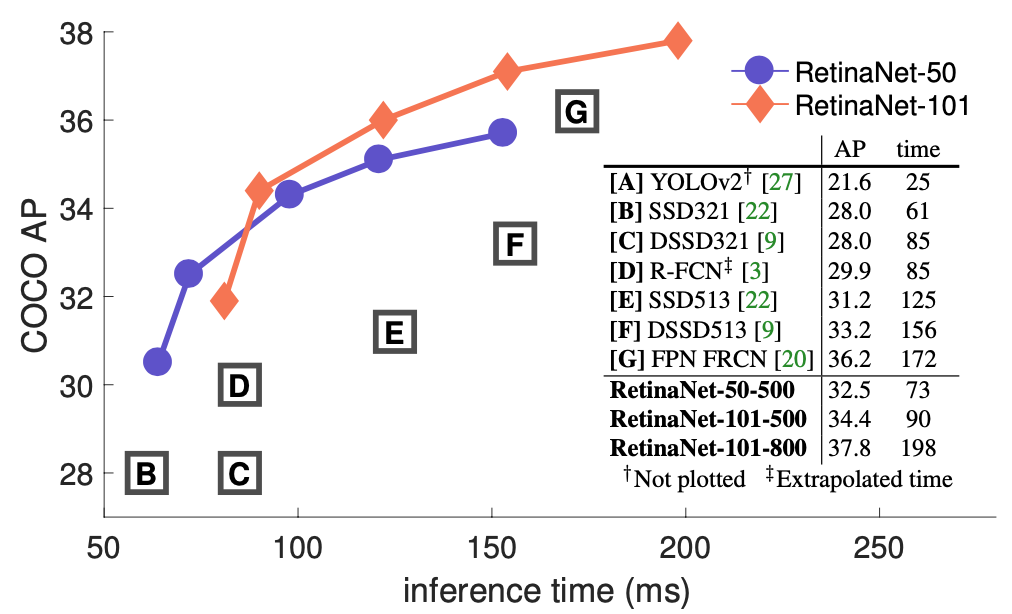 38
36
34
32
30
28
COCO AP
50 100 150 200 250
inference time (ms)
B
C
D
E
F
G
RetinaNet-50
RetinaNet-101
AP time
[A] YOLOv2† [27] 21.6 25
[B] SSD321 [22] 28.0 61
[C] DSSD321 [9] 28.0 85
[D] R-FCN‡ [3] 29.9 85
[E] SSD513 [22] 31.2 125
[F] DSSD513 [9] 33.2 156
[G] FPN FRCN [20] 36.2 172
RetinaNet-50-500 32.5 73
RetinaNet-101-500 34.4 90
RetinaNet-101-800 37.8 198
†Not plotted ‡Extrapolated time